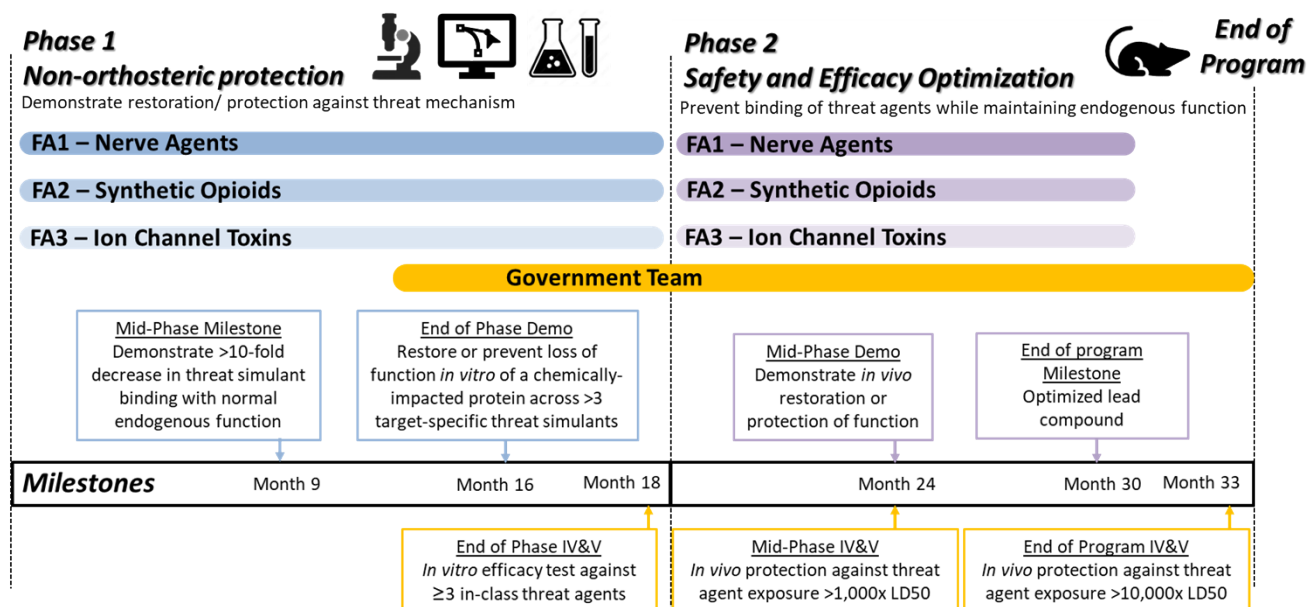 Phase 1
Non-orthosteric protection
Demonstrate restoration/ protection against threat mechanism
Phase 2
Safety and Efficacy Optimization
Prevent binding of threat agents while maintaining endogenous function
End of
Program
FA1 – Nerve Agents
FA2 – Synthetic Opioids
FA3 – Ion Channel Toxins
FA1 – Nerve Agents
FA2 – Synthetic Opioids
FA3 – Ion Channel Toxins
Government Team
Mid-Phase Milestone
Demonstrate >10-fold
decrease in threat simulant
binding with normal
endogenous function
End of Phase Demo
Restore or prevent loss of
function in vitro of a chemically-
impacted protein across >3
target-specific threat simulants
Mid-Phase Demo
Demonstrate in vivo
restoration or
protection of function
End of program
Milestone
Optimized lead
compound
Milestones
Month 9
Month 16
Month 18
Month 24
Month 30
Month 33
End of Phase IV&V
In vitro efficacy test against
≥3 in-class threat agents
Mid-Phase IV&V
In vivo protection against threat
agent exposure >1,000x LD50
End of Program IV&V
In vivo protection against threat
agent exposure >10,000x LD50